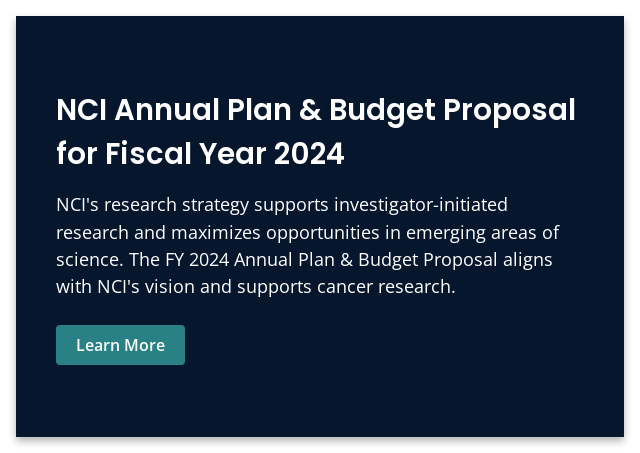 NCI Annual Plan & Budget Proposal
for Fiscal Year 2024
NCI's research strategy supports investigator-initiated
research and maximizes opportunities in emerging areas of
science. The FY 2024 Annual Plan & Budget Proposal aligns
with NCI's vision and supports cancer research.
Learn More